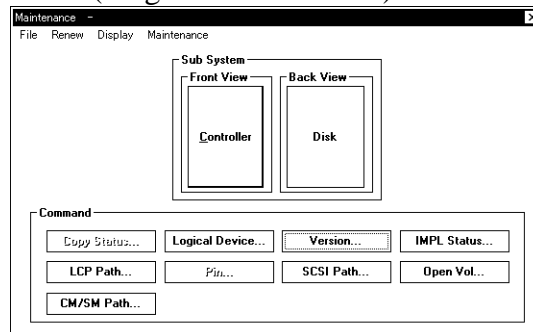 Maintenance -
File Renew Display Maintenance
Sub System
Front View Back View
Controller Disk
Command
Copy Status... Logical Device... Version... IMPL Status...
LCP Path... Pin... SCSI Path... Open Vol...
CM/SM Path...